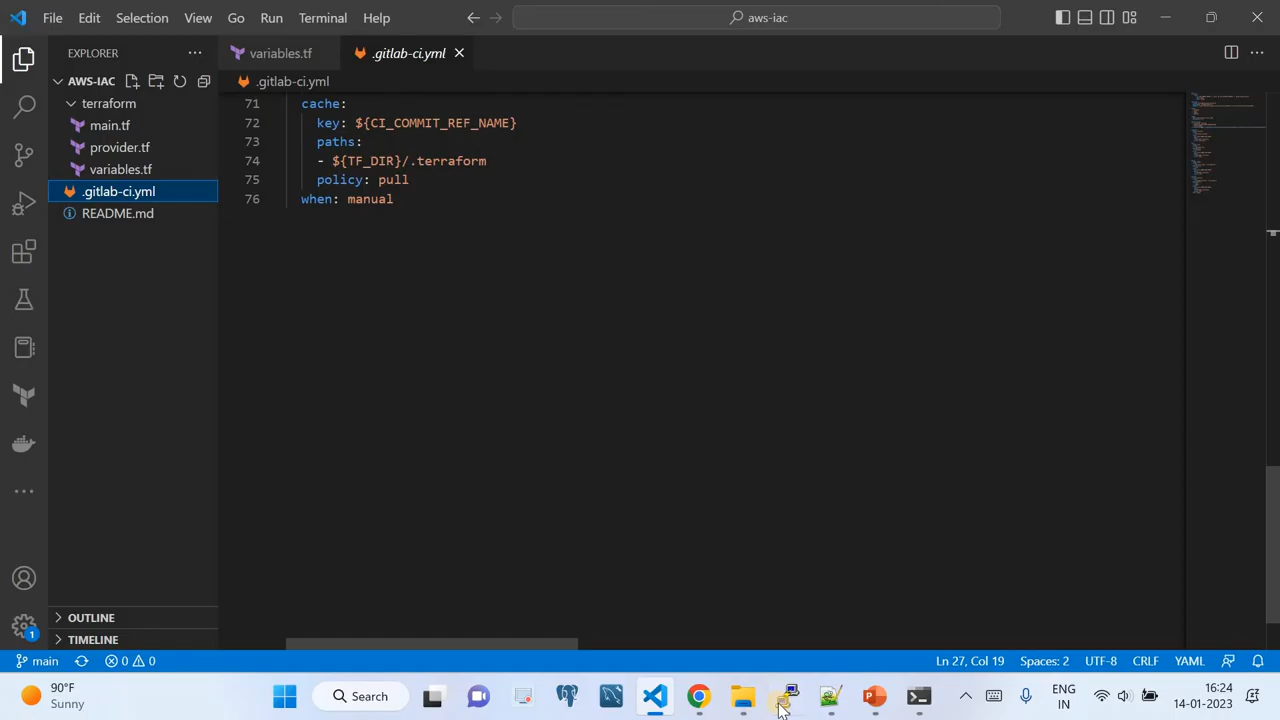 File Edit Selection View Go Run Terminal Help
aws-iac
EXPLORER
variables.tf
.gitlab-ci.yml
AWS-IAC
.gitlab-ci.yml
terraform
main.tf
provider.tf
variables.tf
.gitlab-ci.yml
README.md
71 cache:
72 key: ${CI_COMMIT_REF_NAME}
73 paths:
74 - ${TF_DIR}/.terraform
75 policy: pull
76 when: manual
OUTLINE
TIMELINE
1
main 0 0 Ln 27, Col 19 Spaces: 2 UTF-8 CRLF YAML
90°F
Sunny
Search
ENG
IN
16:24
14-01-2023